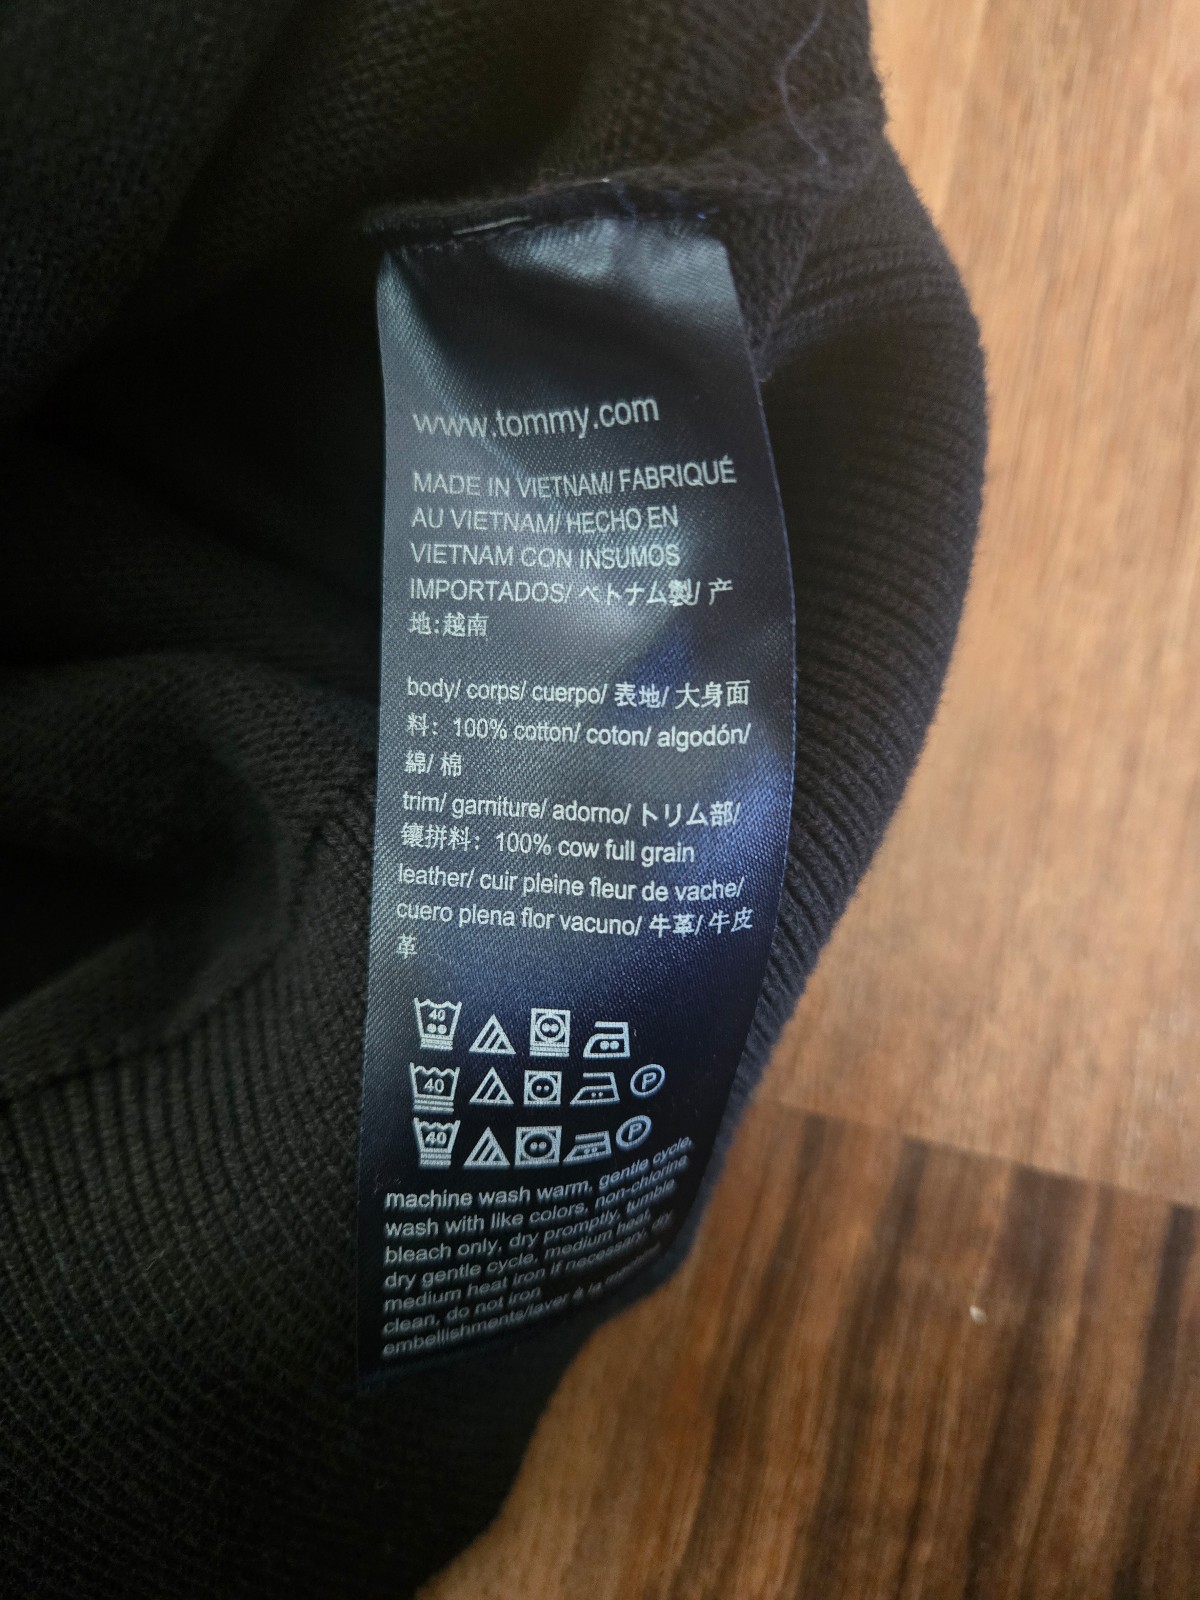 www.tommy.com
MADE IN VIETNAM/ FABRIQUÉ
AU VIETNAM/ HECHO EN
VIETNAM CON INSUMOS
IMPORTADOS/ ベトナム製/ 产
地:越南
body/ corps/ cuerpo/ 表地/ 大身面
料: 100% cotton/ coton/ algodón/
綿/ 棉
trim/ garniture/ adorno/ トリム部/
镶拼料: 100% cow full grain
leather/ cuir pleine fleur de vache/
cuero plena flor vacuno/ 牛革/ 牛皮
革
40
40 P
40 P
machine wash warm, gentle cycle,
wash with like colors, non-chlorine
bleach only, dry promptly, tumble
dry gentle cycle, medium heat,
medium heat iron if necessary, dry
clean, do not iron
embellishments/laver à la machine